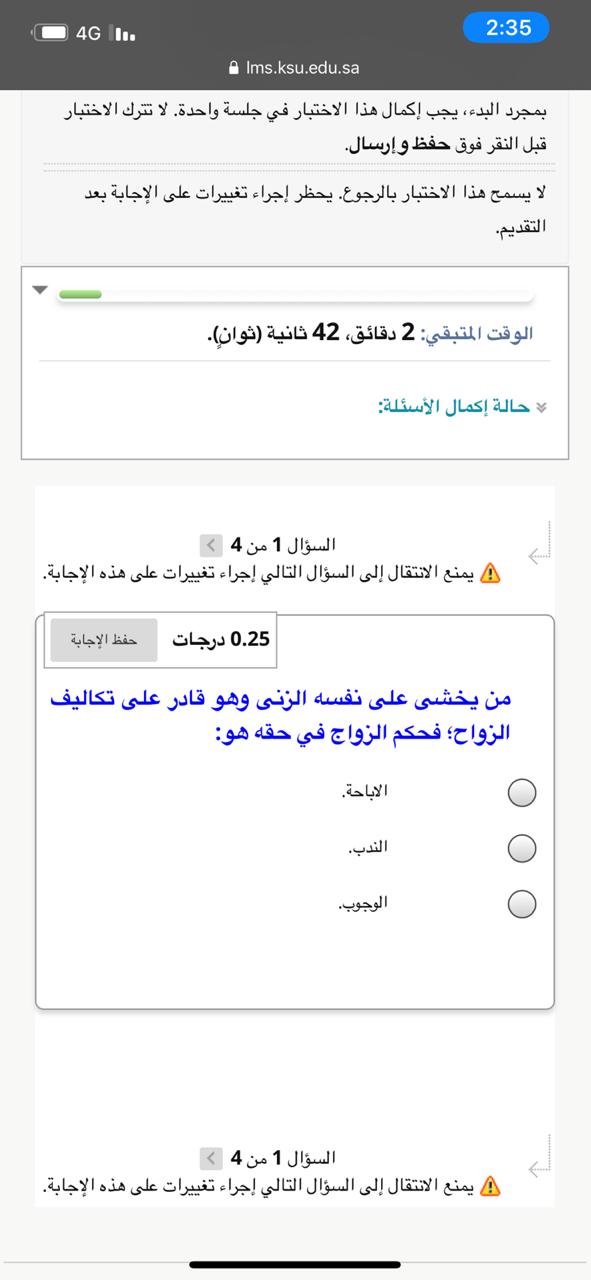 4G 2:35
lms.ksu.edu.sa
بمجرد البدء، يجب إكمال هذا الاختبار في جلسة واحدة. لا تترك الاختبار
قبل النقر فوق حفظ وإرسال.
لا يسمح هذا الاختبار بالرجوع. يحظر إجراء تغييرات على الإجابة بعد
التقديم.
الوقت المتبقي: 2 دقائق، 42 ثانية (ثوانٍ).
حالة إكمال الأسئلة:
السؤال 1 من 4
يمنع الانتقال إلى السؤال التالي إجراء تغييرات على هذه الإجابة.
0.25 درجات حفظ الإجابة
من يخشى على نفسه الزنى وهو قادر على تكاليف
الزواج؛ فحكم الزواج في حقه هو:
الاباحة.
الندب.
الوجوب.
السؤال 1 من 4
يمنع الانتقال إلى السؤال التالي إجراء تغييرات على هذه الإجابة.